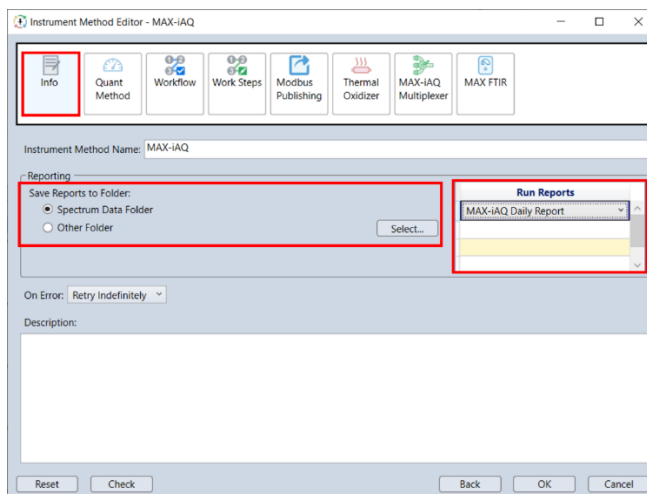 Instrument Method Editor - MAX-iAQ
Info
Quant
Method
Workflow
Work Steps
Modbus
Publishing
Thermal
Oxidizer
MAX-iAQ
Multiplexer
MAX FTIR
Instrument Method Name: MAX-iAQ
Reporting
Save Reports to Folder:
Spectrum Data Folder
Other Folder
Select...
Run Reports
MAX-iAQ Daily Report
On Error: Retry Indefinitely
Description:
Reset Check Back OK Cancel